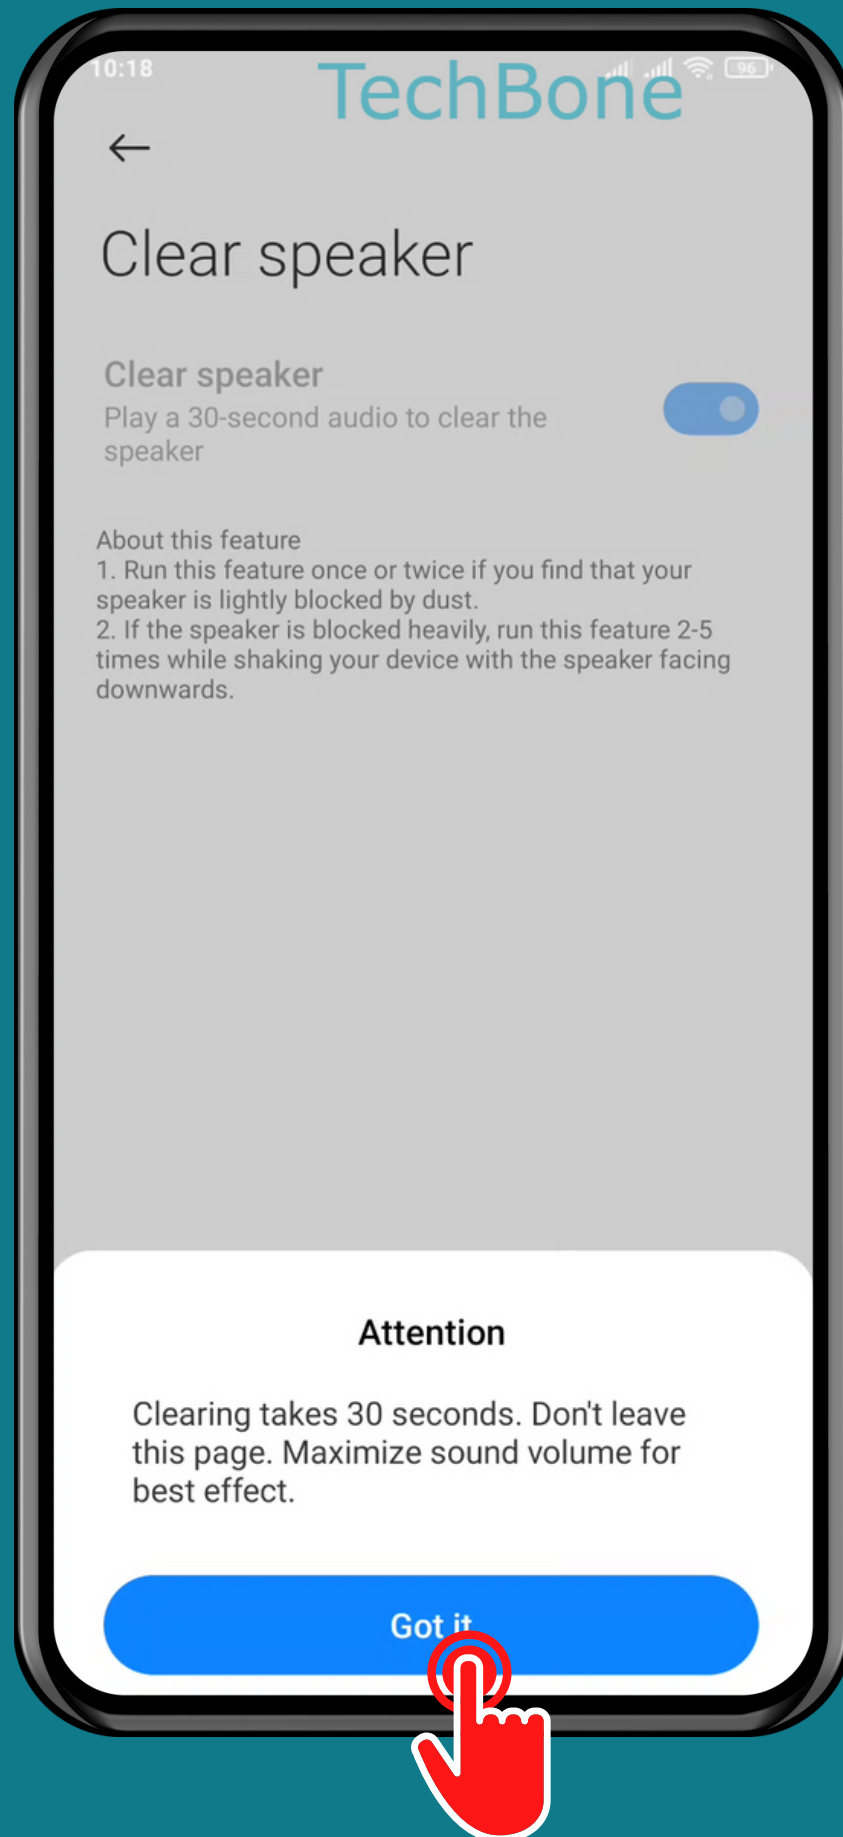 10:18
TechBone
96
Clear speaker
Clear speaker
Play a 30-second audio to clear the
speaker
About this feature
1. Run this feature once or twice if you find that your
speaker is lightly blocked by dust.
2. If the speaker is blocked heavily, run this feature 2-5
times while shaking your device with the speaker facing
downwards.
Attention
Clearing takes 30 seconds. Don't leave
this page. Maximize sound volume for
best effect.
Got it